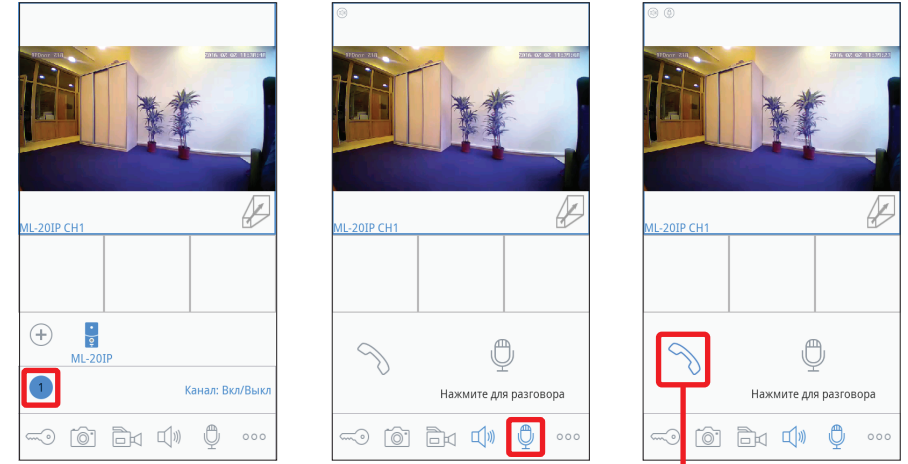 ML-20IP CH1
ML-20IP
1
Канал: Вкл/Выкл
ML-20IP CH1
Нажмите для разговора
ML-20IP CH1
Нажмите для разговора